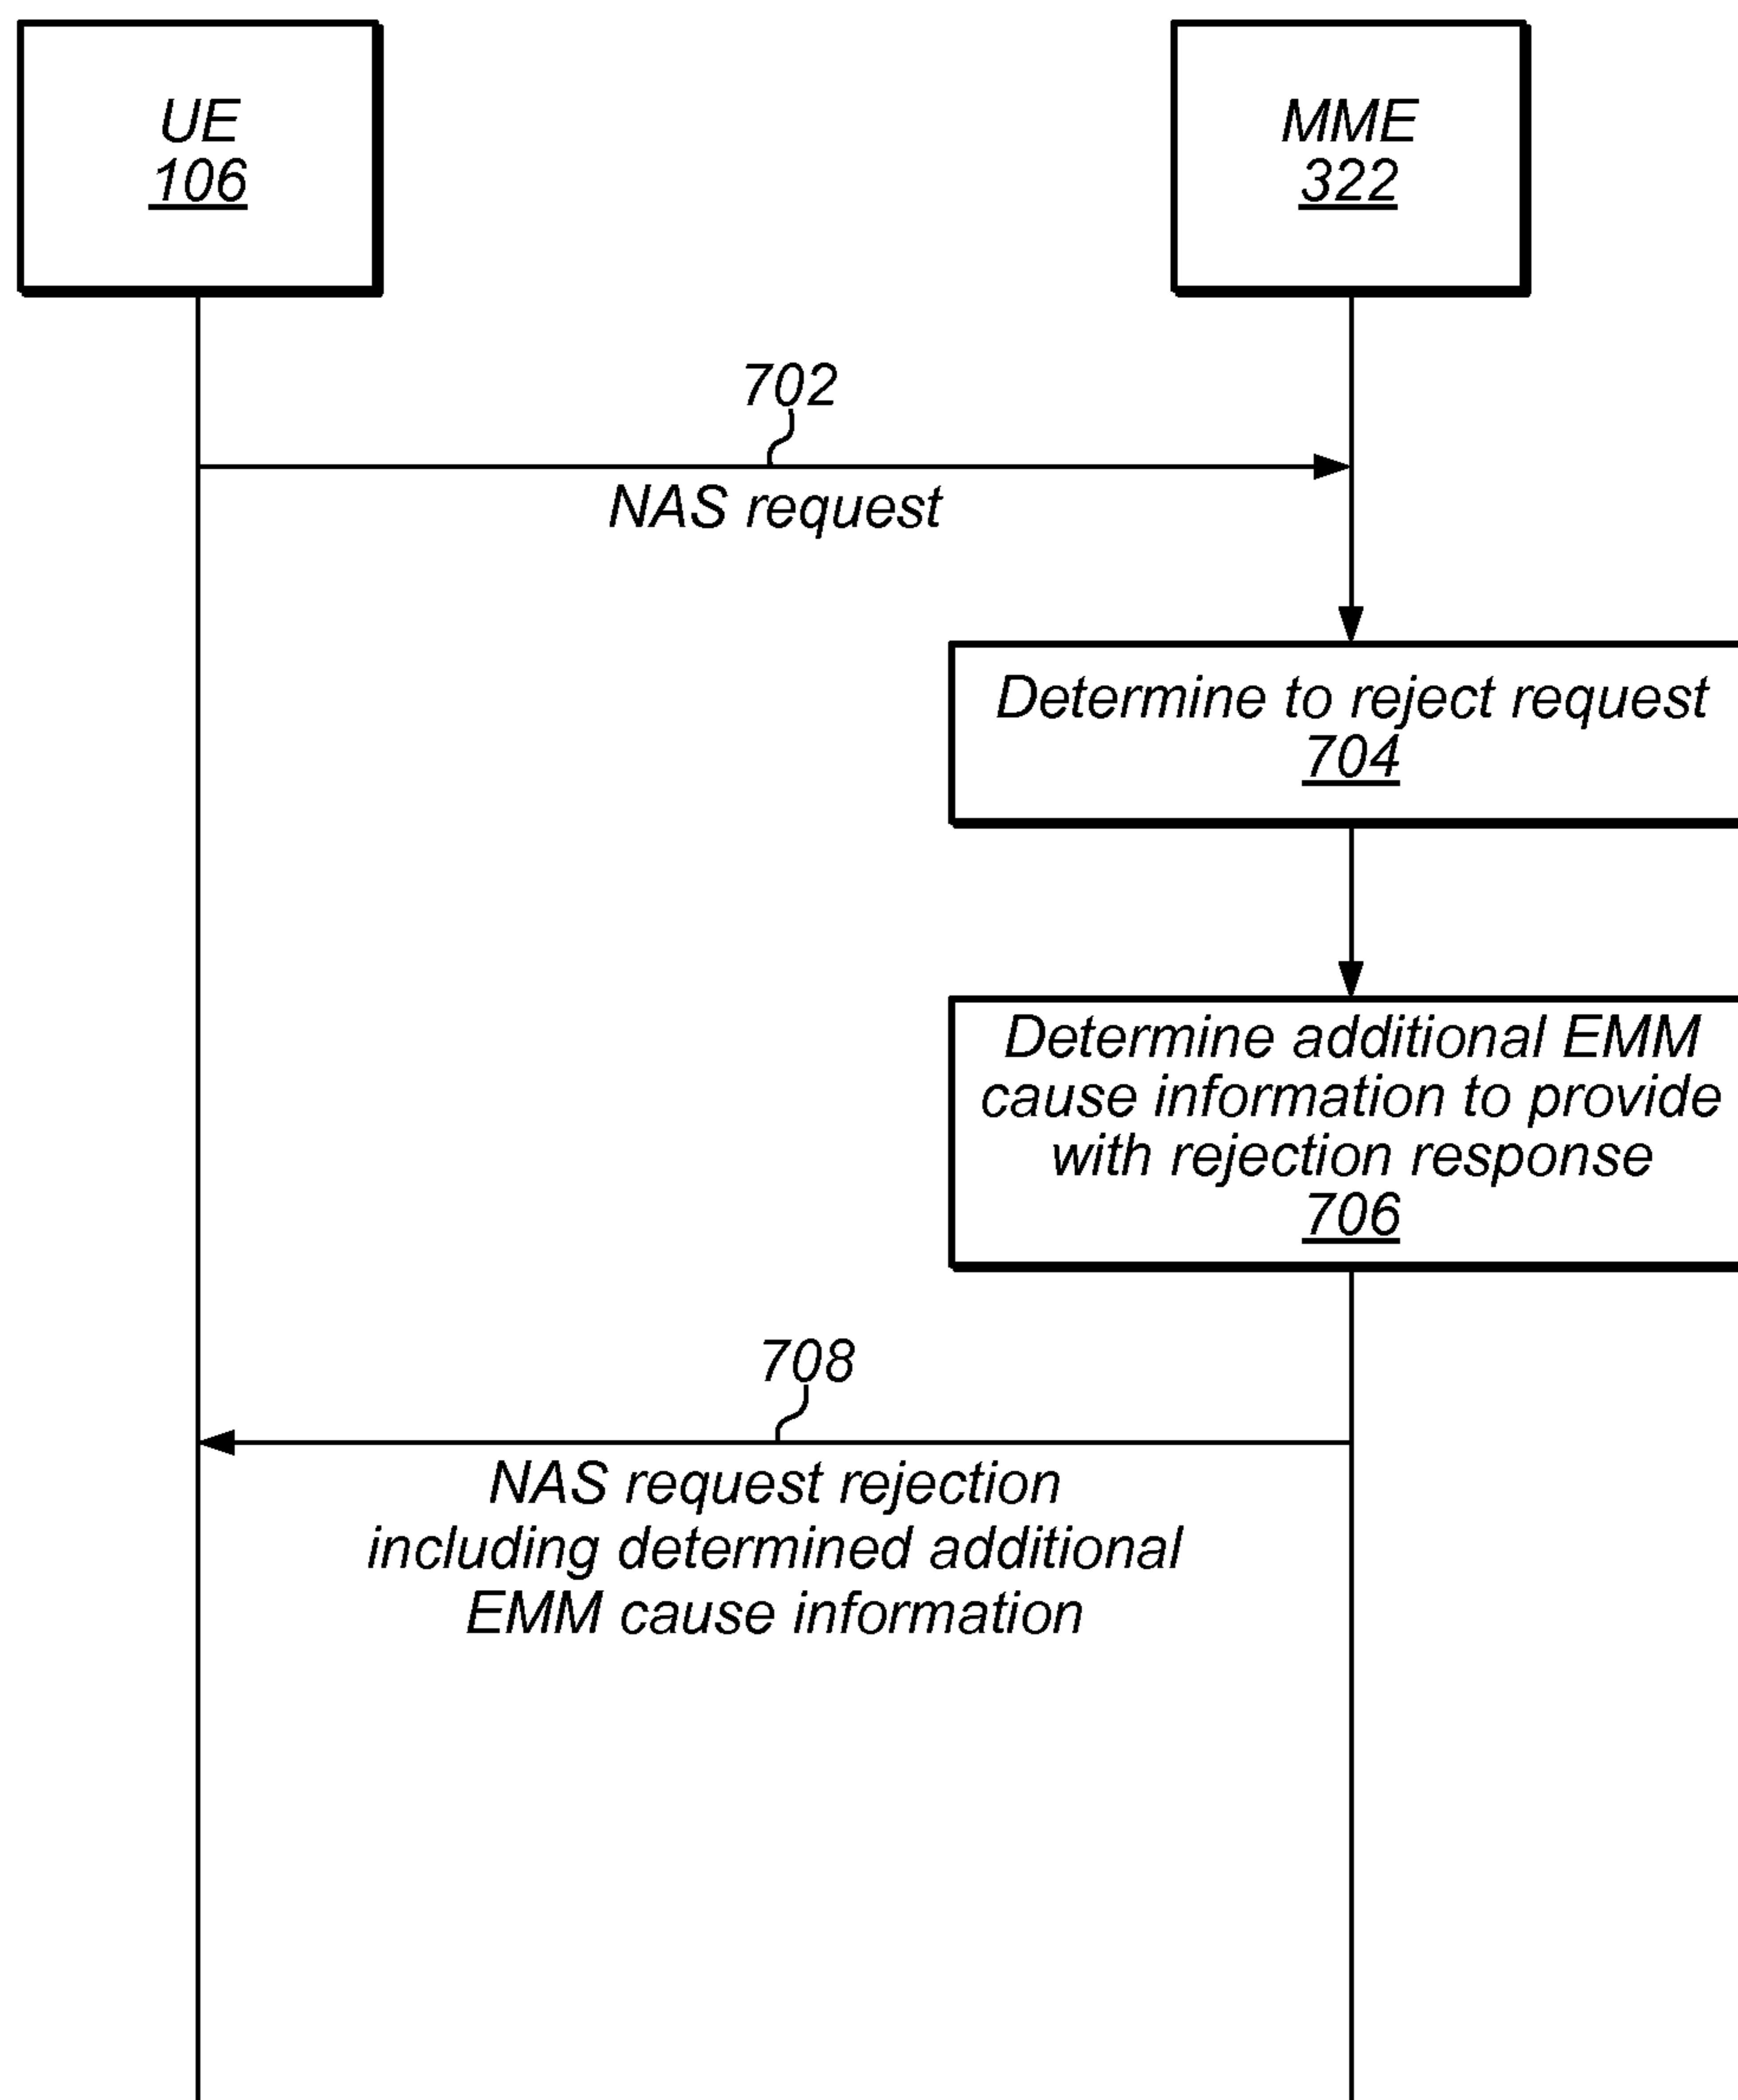 UE
106
MME
322
702
NAS request
Determine to reject request
704
Determine additional EMM
cause information to provide
with rejection response
706
708
NAS request rejection
including determined additional
EMM cause information